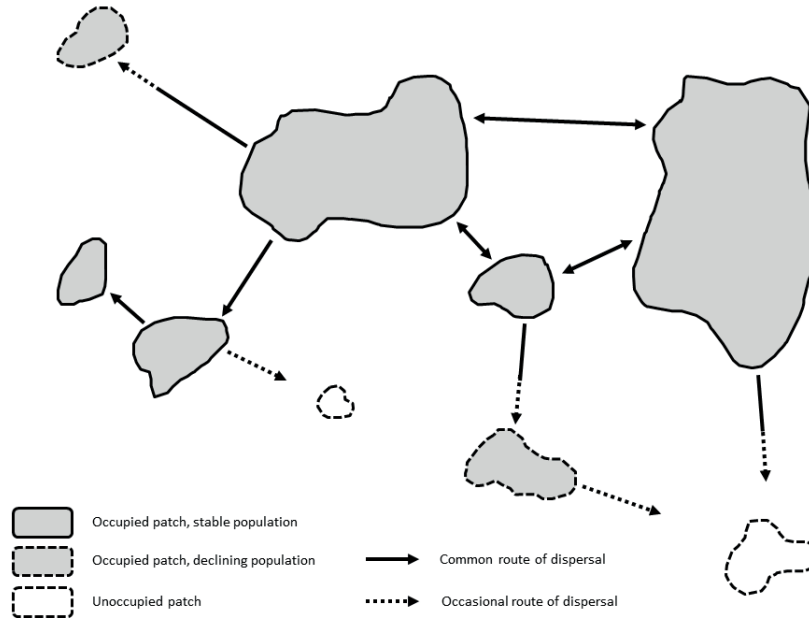 Occupied patch, stable population
Occupied patch, declining population
Common route of dispersal
Unoccupied patch
Occasional route of dispersal